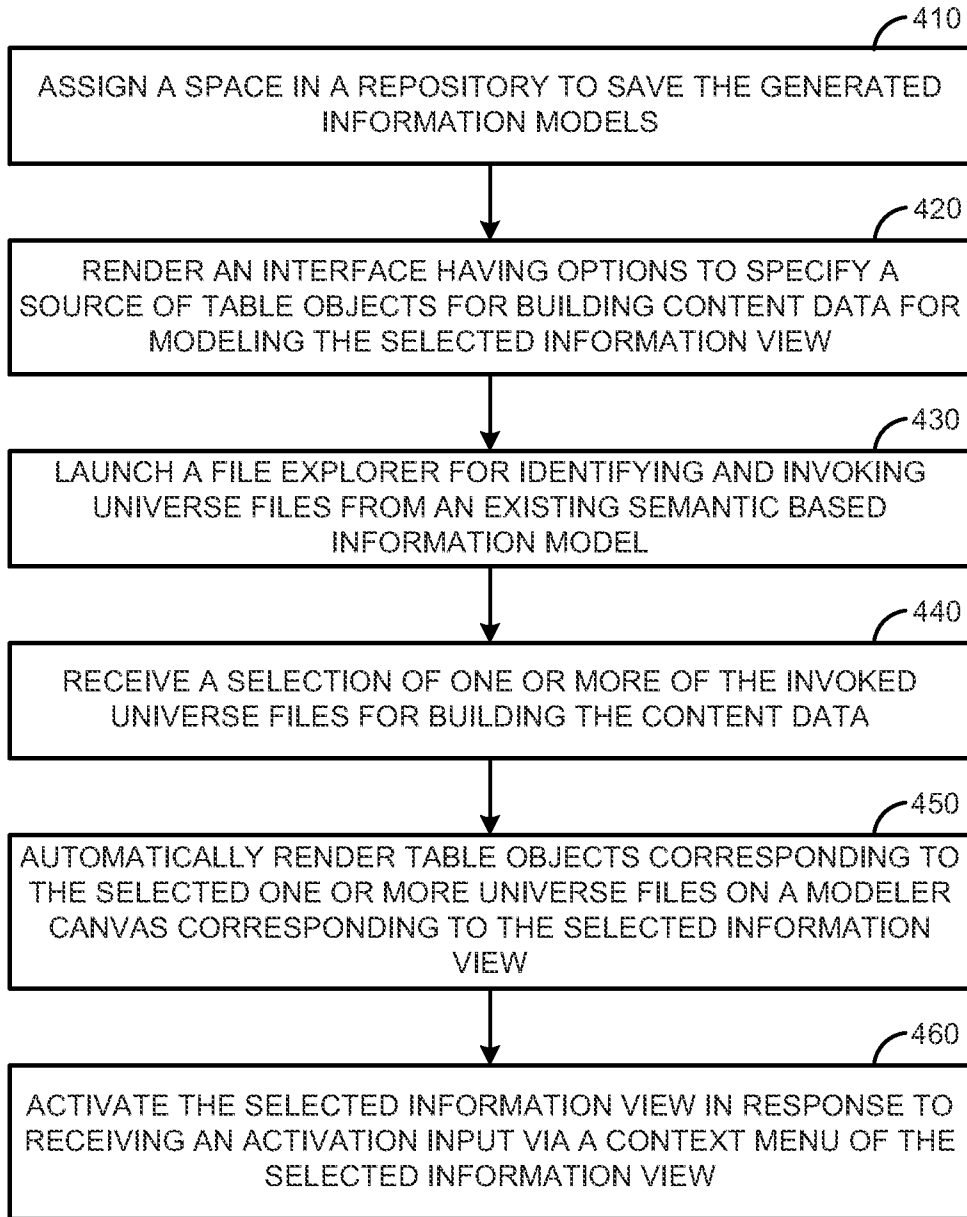 410
ASSIGN A SPACE IN A REPOSITORY TO SAVE THE GENERATED
INFORMATION MODELS
420
RENDER AN INTERFACE HAVING OPTIONS TO SPECIFY A
SOURCE OF TABLE OBJECTS FOR BUILDING CONTENT DATA FOR
MODELING THE SELECTED INFORMATION VIEW
430
LAUNCH A FILE EXPLORER FOR IDENTIFYING AND INVOKING
UNIVERSE FILES FROM AN EXISTING SEMANTIC BASED
INFORMATION MODEL
440
RECEIVE A SELECTION OF ONE OR MORE OF THE INVOKED
UNIVERSE FILES FOR BUILDING THE CONTENT DATA
450
AUTOMATICALLY RENDER TABLE OBJECTS CORRESPONDING TO
THE SELECTED ONE OR MORE UNIVERSE FILES ON A MODELER
CANVAS CORRESPONDING TO THE SELECTED INFORMATION
VIEW
460
ACTIVATE THE SELECTED INFORMATION VIEW IN RESPONSE TO
RECEIVING AN ACTIVATION INPUT VIA A CONTEXT MENU OF THE
SELECTED INFORMATION VIEW